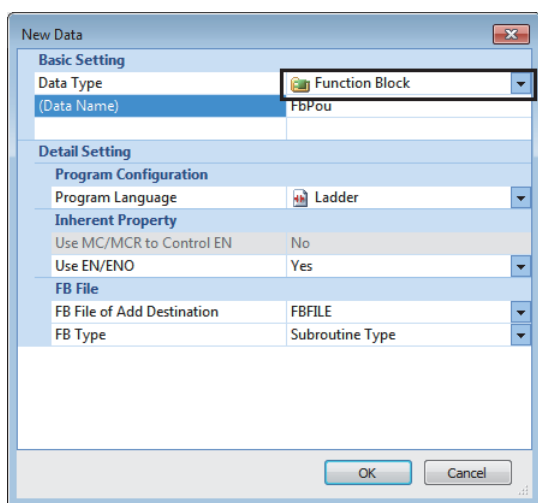 New Data
Basic Setting
Data Type Function Block
(Data Name) FbPou
Detail Setting
Program Configuration
Program Language Ladder
Inherent Property
Use MC/MCR to Control EN No
Use EN/ENO Yes
FB File
FB File of Add Destination FBFILE
FB Type Subroutine Type
OK Cancel